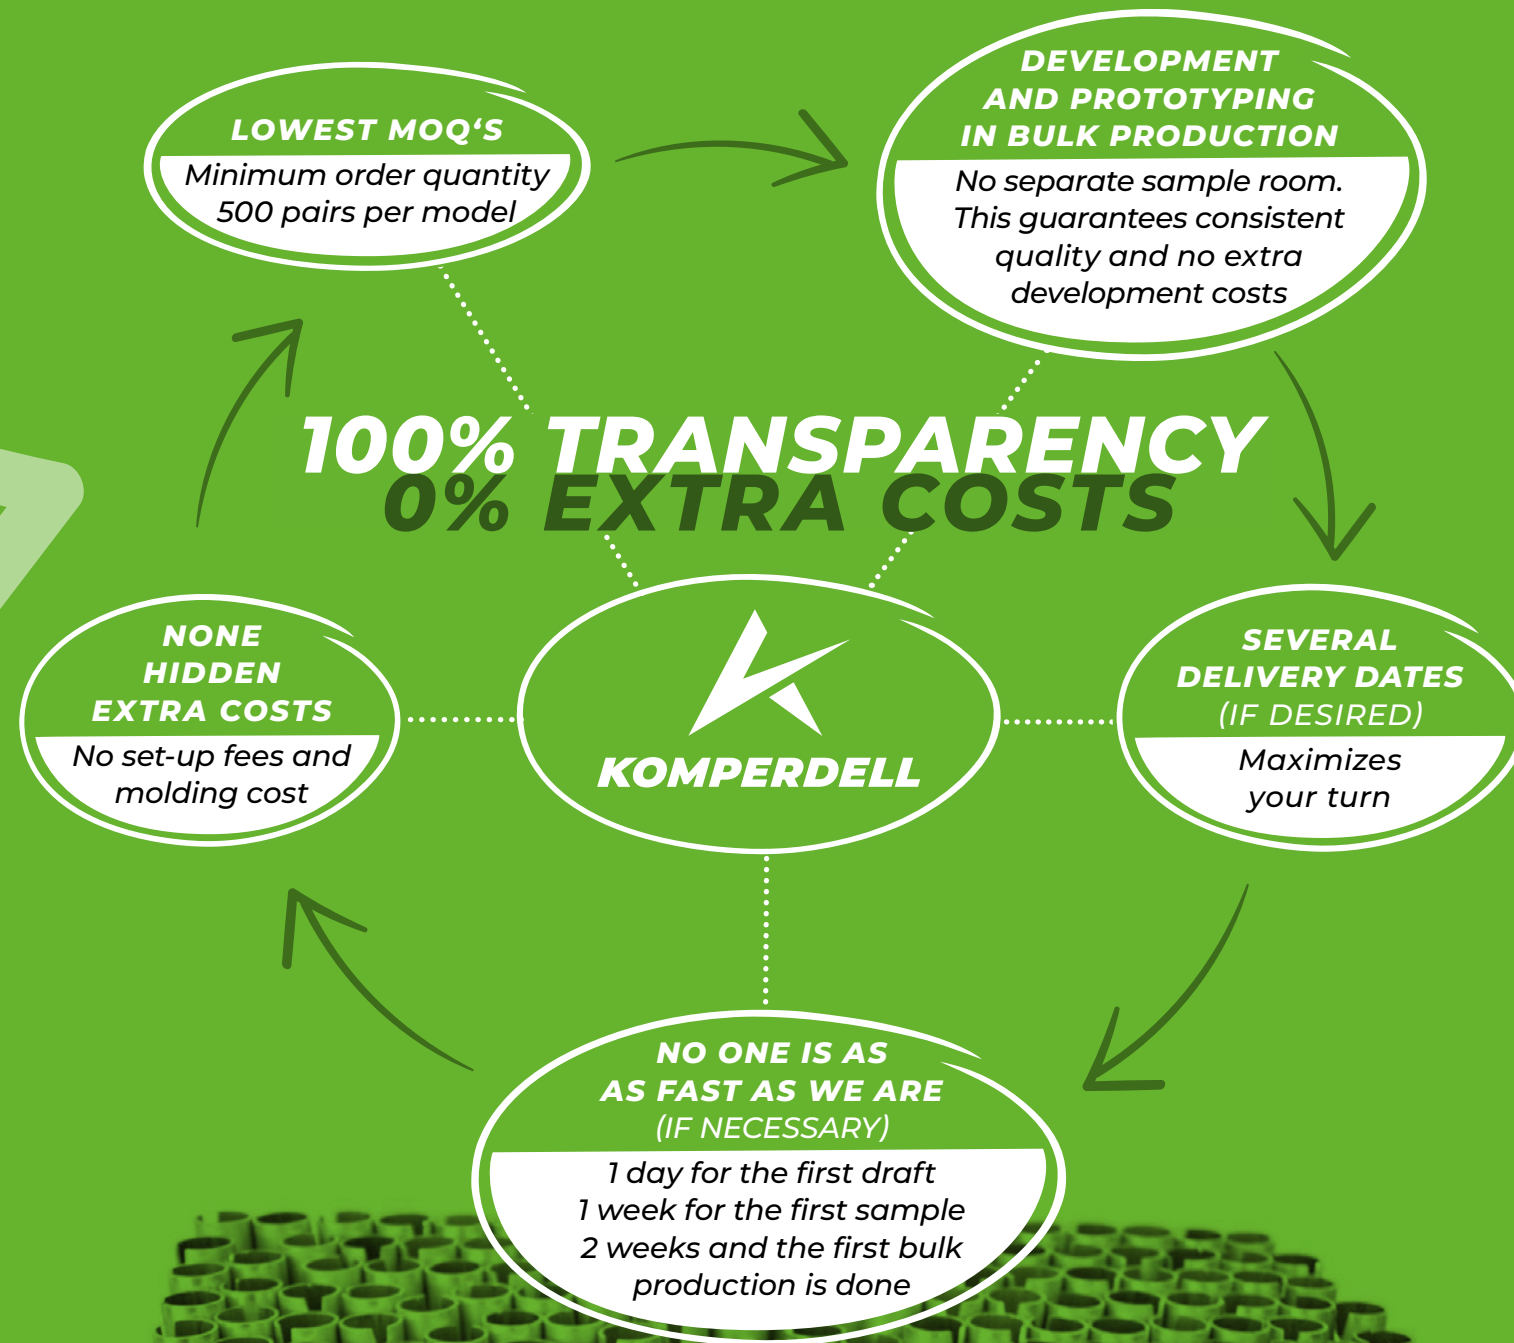 LOWEST MOQ‘S
Minimum order quantity
500 pairs per model
DEVELOPMENT
AND PROTOTYPING
IN BULK PRODUCTION
No separate sample room.
This guarantees consistent
quality and no extra
development costs
100% TRANSPARENCY
0% EXTRA COSTS
NONE
HIDDEN
EXTRA COSTS
No set-up fees and
molding cost
KOMPERDELL
SEVERAL
DELIVERY DATES
(IF DESIRED)
Maximizes
your turn
NO ONE IS AS
AS FAST AS WE ARE
(IF NECESSARY)
1 day for the first draft
1 week for the first sample
2 weeks and the first bulk
production is done